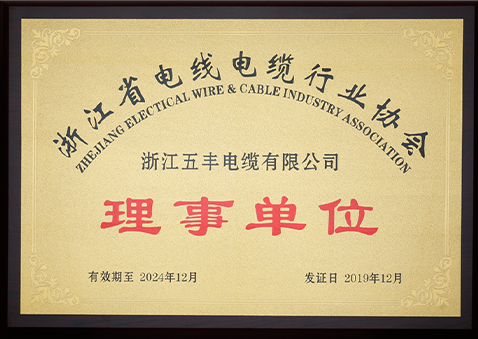 浙江省电线电缆行业协会
ZHEJIANG ELECTICAL WIRE & CABLE INDUSTRY ASSOCIATION
浙江五丰电缆有限公司
理事单位
有效期至 2024年12月 发证日 2019年12月